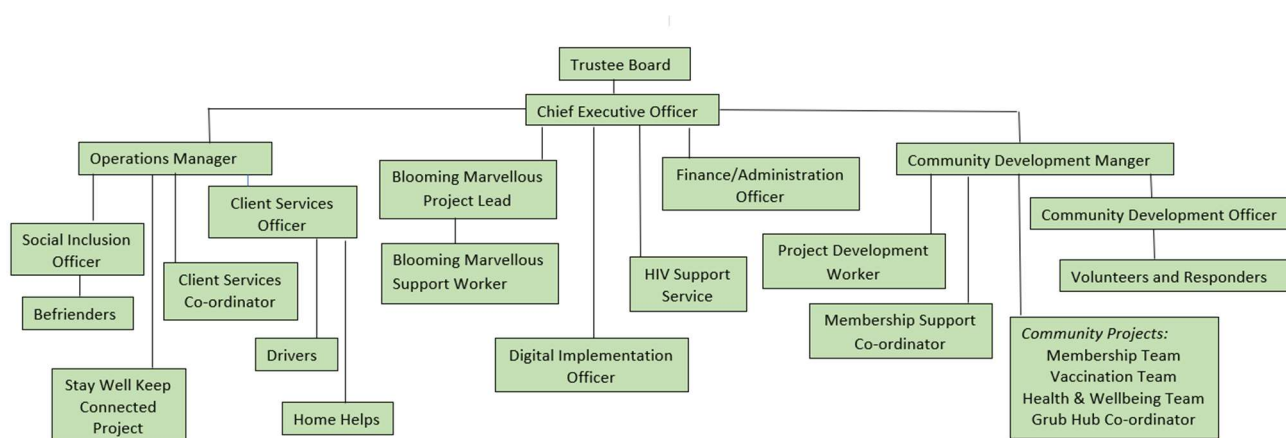 Trustee Board
Chief Executive Officer
Operations Manager
Community Development Manger
Blooming Marvellous
Project Lead
Finance/Administration
Officer
Client Services
Officer
Community Development Officer
Social Inclusion
Officer
Blooming Marvellous
Support Worker
Project Development
Worker
HIV Support
Service
Client Services
Co-ordinator
Volunteers and Responders
Befrienders
Membership Support
Co-ordinator
Drivers
Digital Implementation
Officer
Community Projects:
Membership Team
Vaccination Team
Health & Wellbeing Team
Grub Hub Co-ordinator
Stay Well Keep
Connected
Project
Home Helps